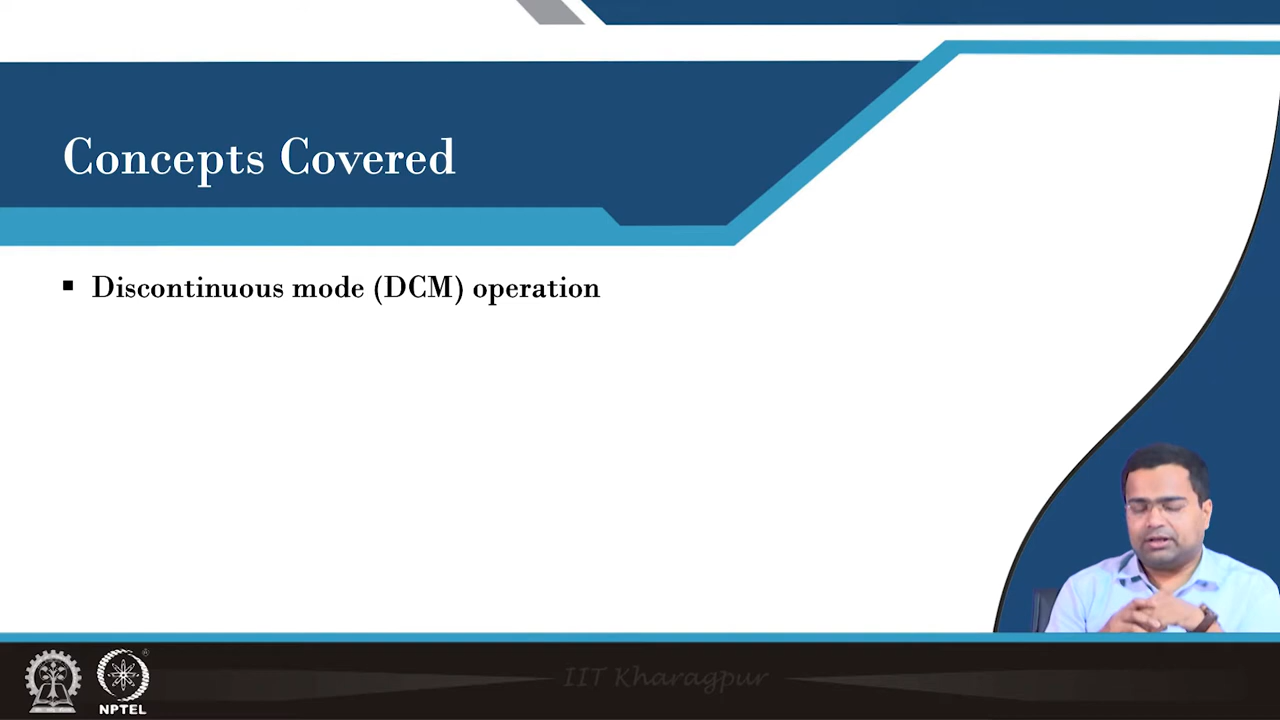 Concepts Covered
▪ Discontinuous mode (DCM) operation
IIT Kharagpur
NPTEL